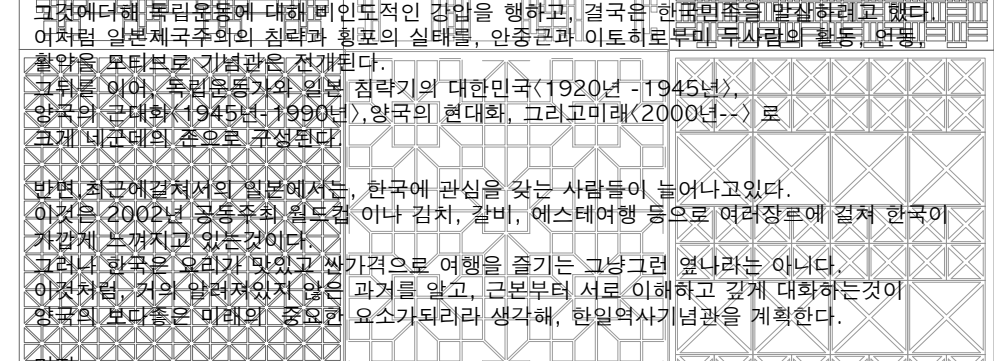 그것에더해 독립운동에 대해 비인도적인 강압을 행하고, 결국은 한국민족을 말살하려고 했다.
이처럼 일본제국주의의 침략과 횡포의 실태를, 안중근과 이토히로부미 두사람의 활동, 언동,
활약을 모티브로 기념관은 전개된다.
그뒤를 이어, 독립운동가와 일본 침략기의 대한민국〈1920년 -1945년〉,
양국의 근대화〈1945년-1990년〉,양국의 현대화, 그리고미래〈2000년--〉로
크게 네군데의 존으로 구성된다.
반면,최근에걸쳐서의 일본에서는, 한국에 관심을 갖는 사람들이 늘어나고있다.
이것은 2002년 공동주최 월드컵 이나 김치, 갈비, 에스테여행 등으로 여러장르에 걸쳐 한국이
가깝게 느껴지고 있는것이다.
그러나 한국은 요리가 맛있고 싼가격으로 여행을 즐기는 그냥그런 옆나라는 아니다.
이것처럼, 거의 알려져있지 않은 과거를 알고, 근본부터 서로 이해하고 깊게 대화하는것이
양국의 보다좋은 미래의 중요한 요소가되리라 생각해, 한일역사기념관을 계획한다.